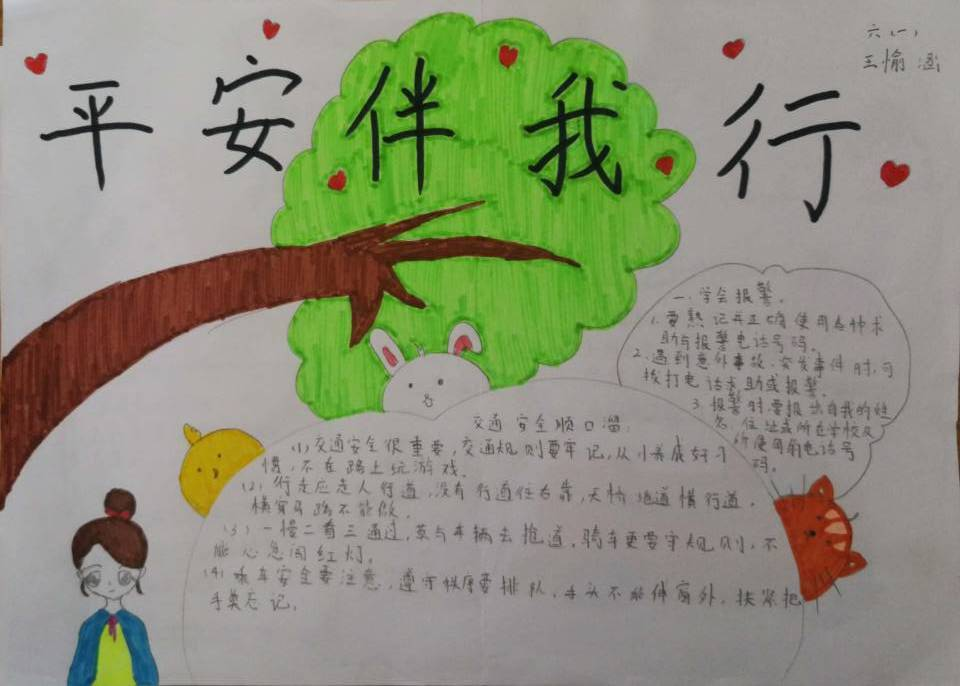 六（一）
王愉涵
平安伴我行
一、学会报警。
1、要熟记并正确使用各种求
助与报警电话号码。
2、遇到意外事故、突发事件时，可
拨打电话求助或报警。
3、报警时，要报出自我的姓
名、住址或所在学校及
所使用的电话号
码。
交通安全顺口溜：
（1）交通安全很重要，交通规则要牢记，从小养成好习
惯，不在路上玩游戏。
（2）行走应走人行道，没有行道往右靠，天桥地道横行道，
横穿马路不能做。
（3）一慢二看三通过，莫与车辆去抢道。骑车更要守规则，不
能心急闯红灯。
（4）乘车安全要注意，遵守秩序要排队，手头不能伸窗外，扶紧把
手莫忘记。